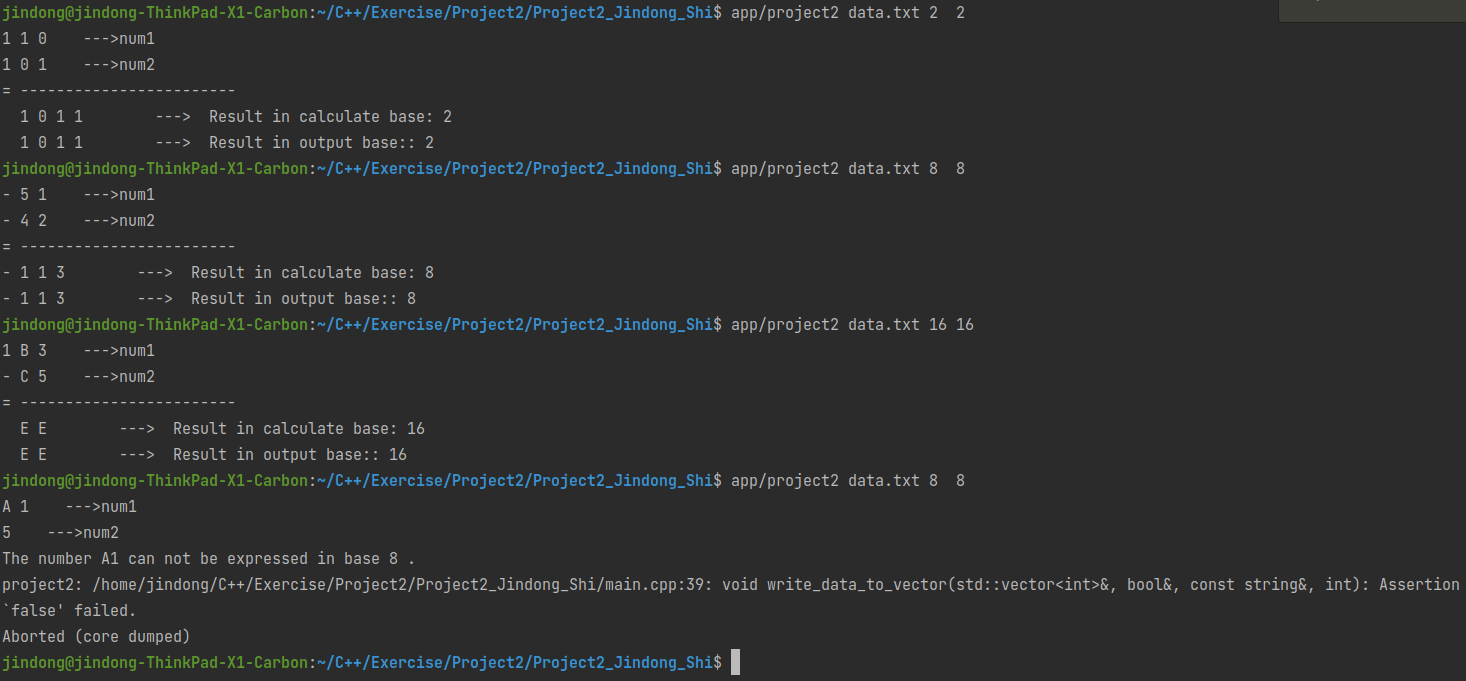 jindong@jindong-ThinkPad-X1-Carbon:~/C++/Exercise/Project2/Project2_Jindong_Shi$ app/project2 data.txt 2  2
1 1 0    --->num1
1 0 1    --->num2
= ------------------------
  1 0 1 1        --->  Result in calculate base: 2
  1 0 1 1        --->  Result in output base:: 2
jindong@jindong-ThinkPad-X1-Carbon:~/C++/Exercise/Project2/Project2_Jindong_Shi$ app/project2 data.txt 8  8
- 5 1    --->num1
- 4 2    --->num2
= ------------------------
- 1 1 3        --->  Result in calculate base: 8
- 1 1 3        --->  Result in output base:: 8
jindong@jindong-ThinkPad-X1-Carbon:~/C++/Exercise/Project2/Project2_Jindong_Shi$ app/project2 data.txt 16 16
1 B 3    --->num1
- C 5    --->num2
= ------------------------
  E E        --->  Result in calculate base: 16
  E E        --->  Result in output base:: 16
jindong@jindong-ThinkPad-X1-Carbon:~/C++/Exercise/Project2/Project2_Jindong_Shi$ app/project2 data.txt 8  8
A 1    --->num1
5    --->num2
The number A1 can not be expressed in base 8 .
project2: /home/jindong/C++/Exercise/Project2/Project2_Jindong_Shi/main.cpp:39: void write_data_to_vector(std::vector<int>&, bool&, const string&, int): Assertion
`false' failed.
Aborted (core dumped)
jindong@jindong-ThinkPad-X1-Carbon:~/C++/Exercise/Project2/Project2_Jindong_Shi$